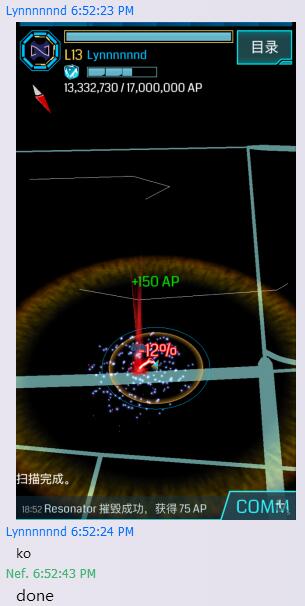 Lynnnnnnd 6:52:23 PM
L13 Lynnnnnnd
目录
13,332,730 / 17,000,000 AP
+150 AP
-12%
扫描完成。
18:52 Resonator 摧毁成功，获得 75 AP
COMM
Lynnnnnnd 6:52:24 PM
ko
Nef. 6:52:43 PM
done